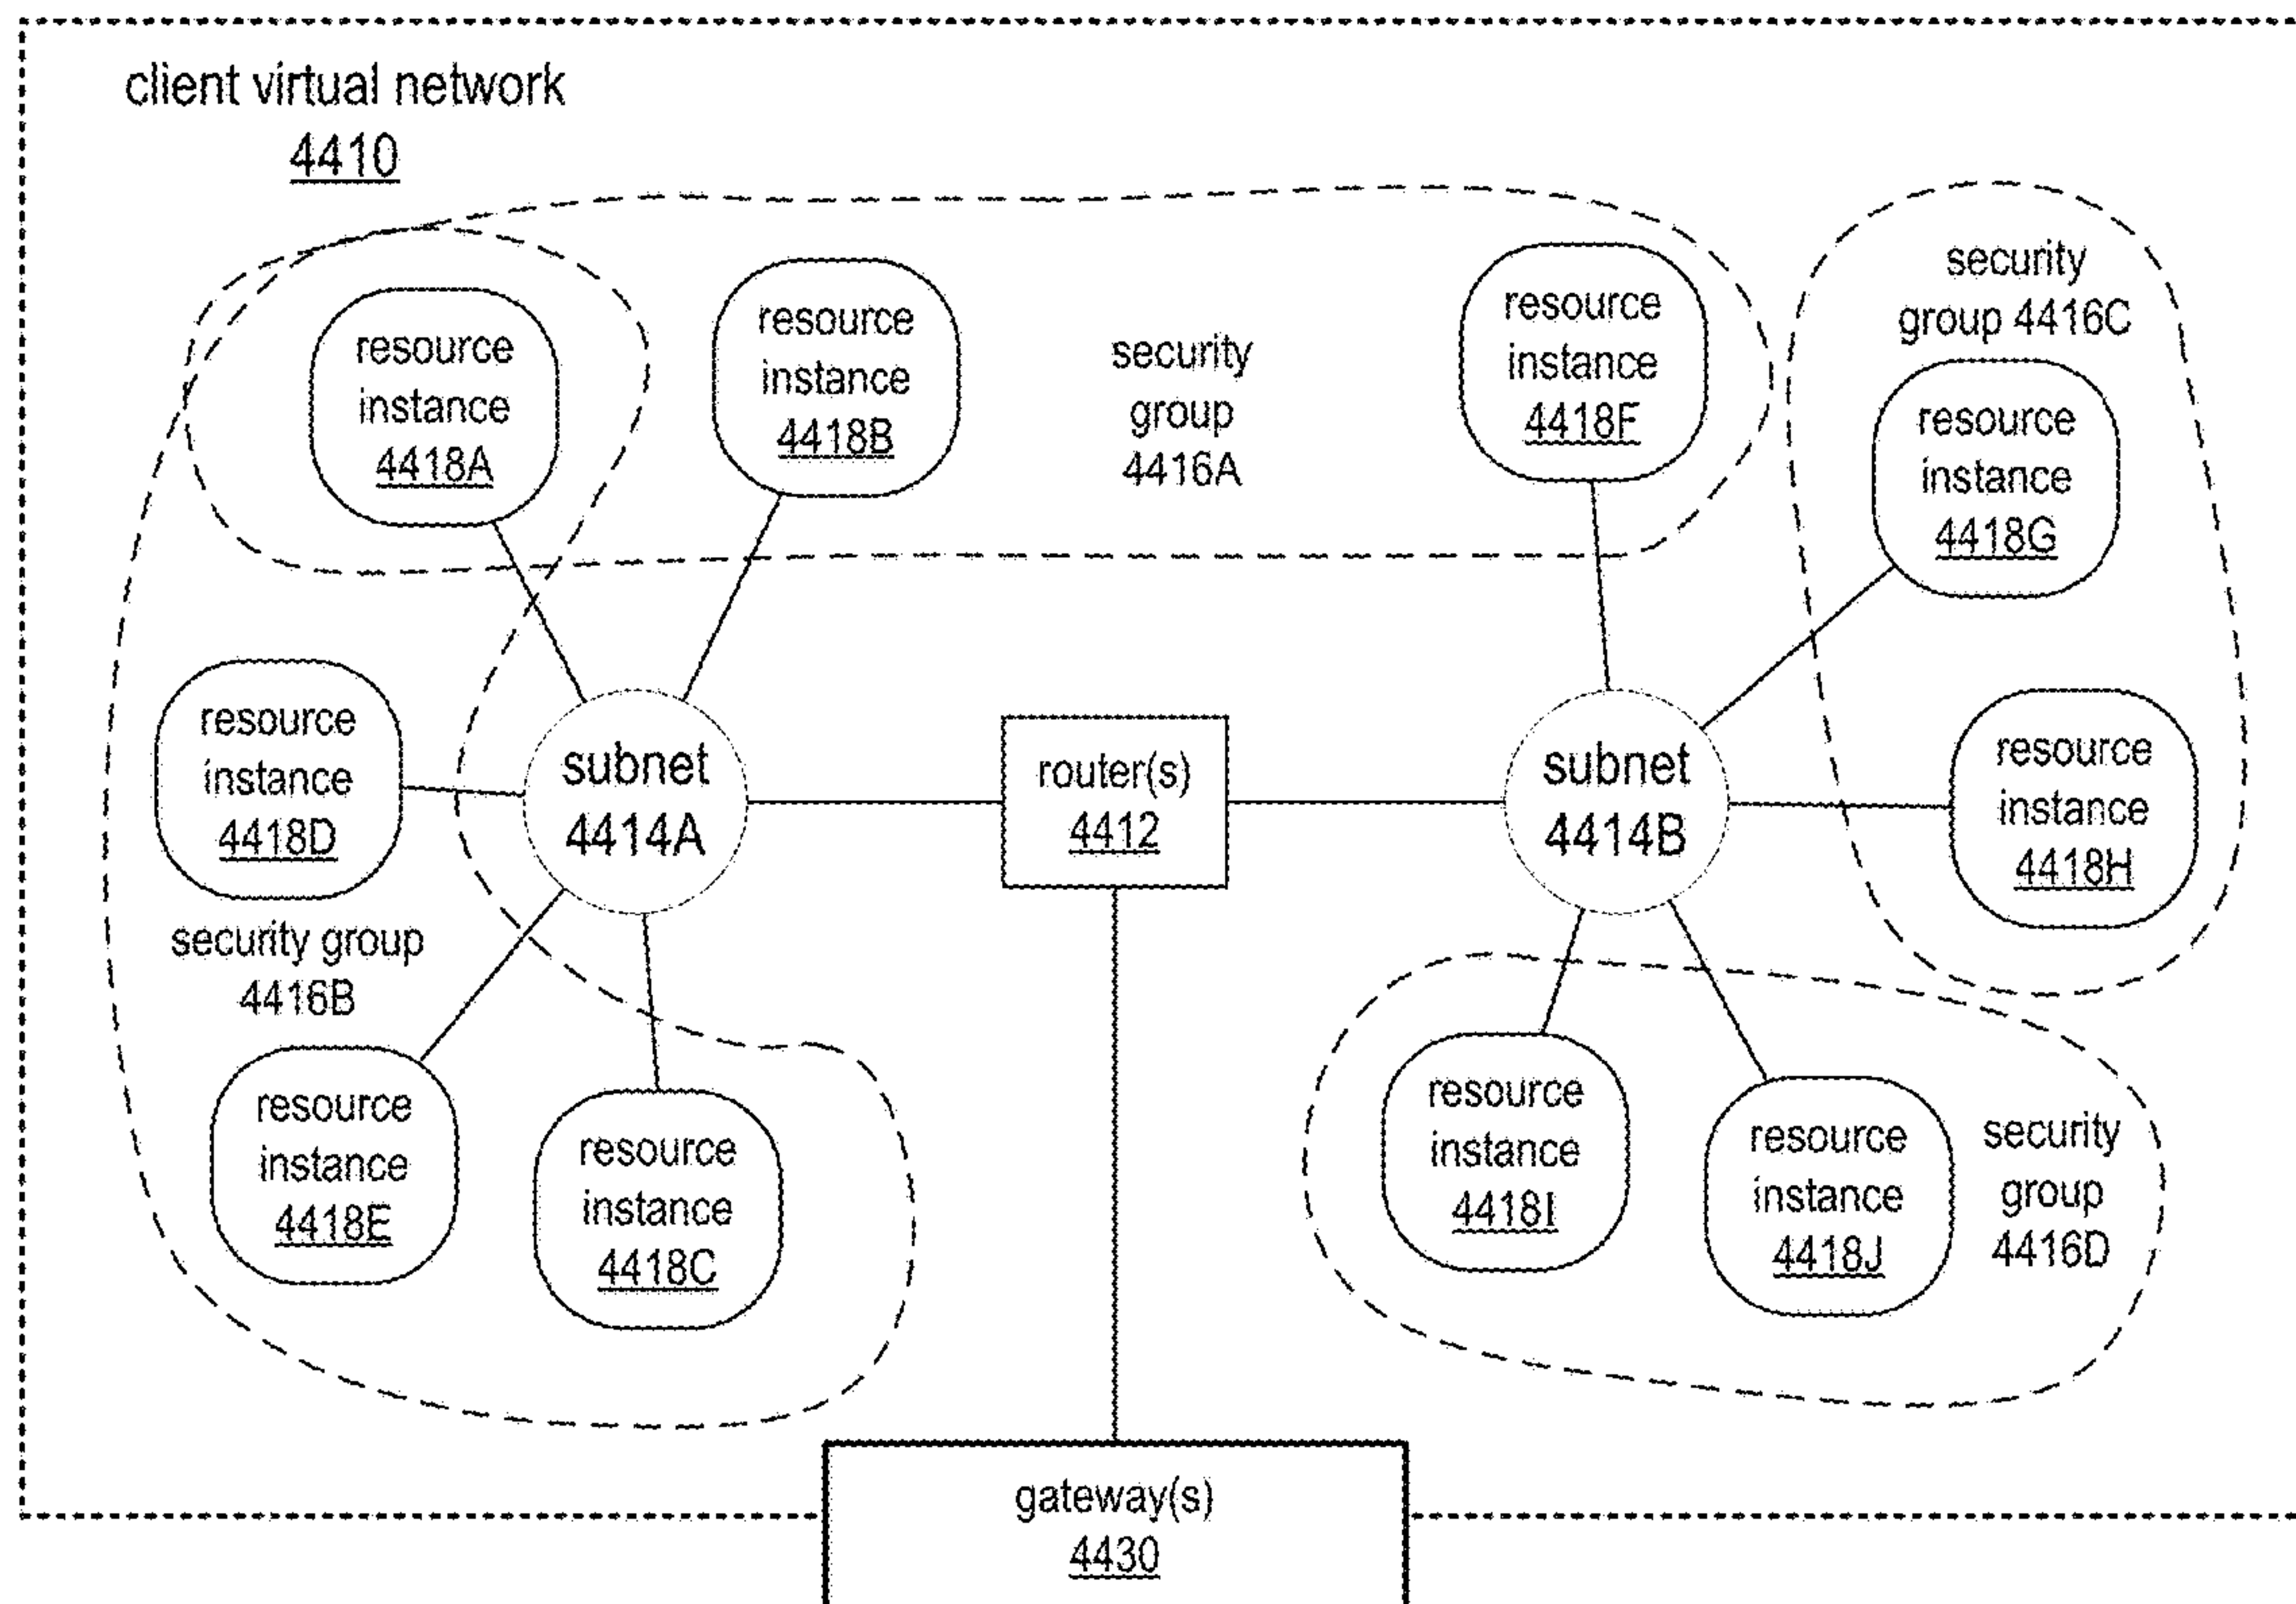 client virtual network
4410
resource
instance
4418A
resource
instance
4418B
security
group
4416A
resource
instance
4418F
security
group 4416C
resource
instance
4418G
resource
instance
4418D
subnet
4414A
router(s)
4412
subnet
4414B
resource
instance
4418H
security group
4416B
resource
instance
4418E
resource
instance
4418C
resource
instance
4418I
resource
instance
4418J
security
group
4416D
gateway(s)
4430